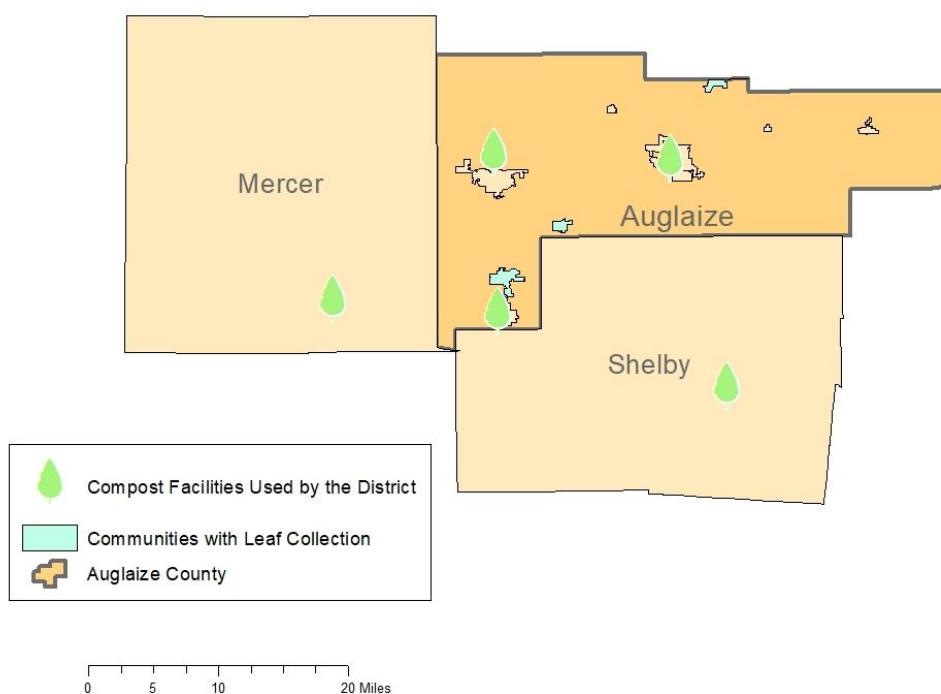 Mercer
Auglaize
Shelby
Compost Facilities Used by the District
Communities with Leaf Collection
Auglaize County
0 5 10 20 Miles